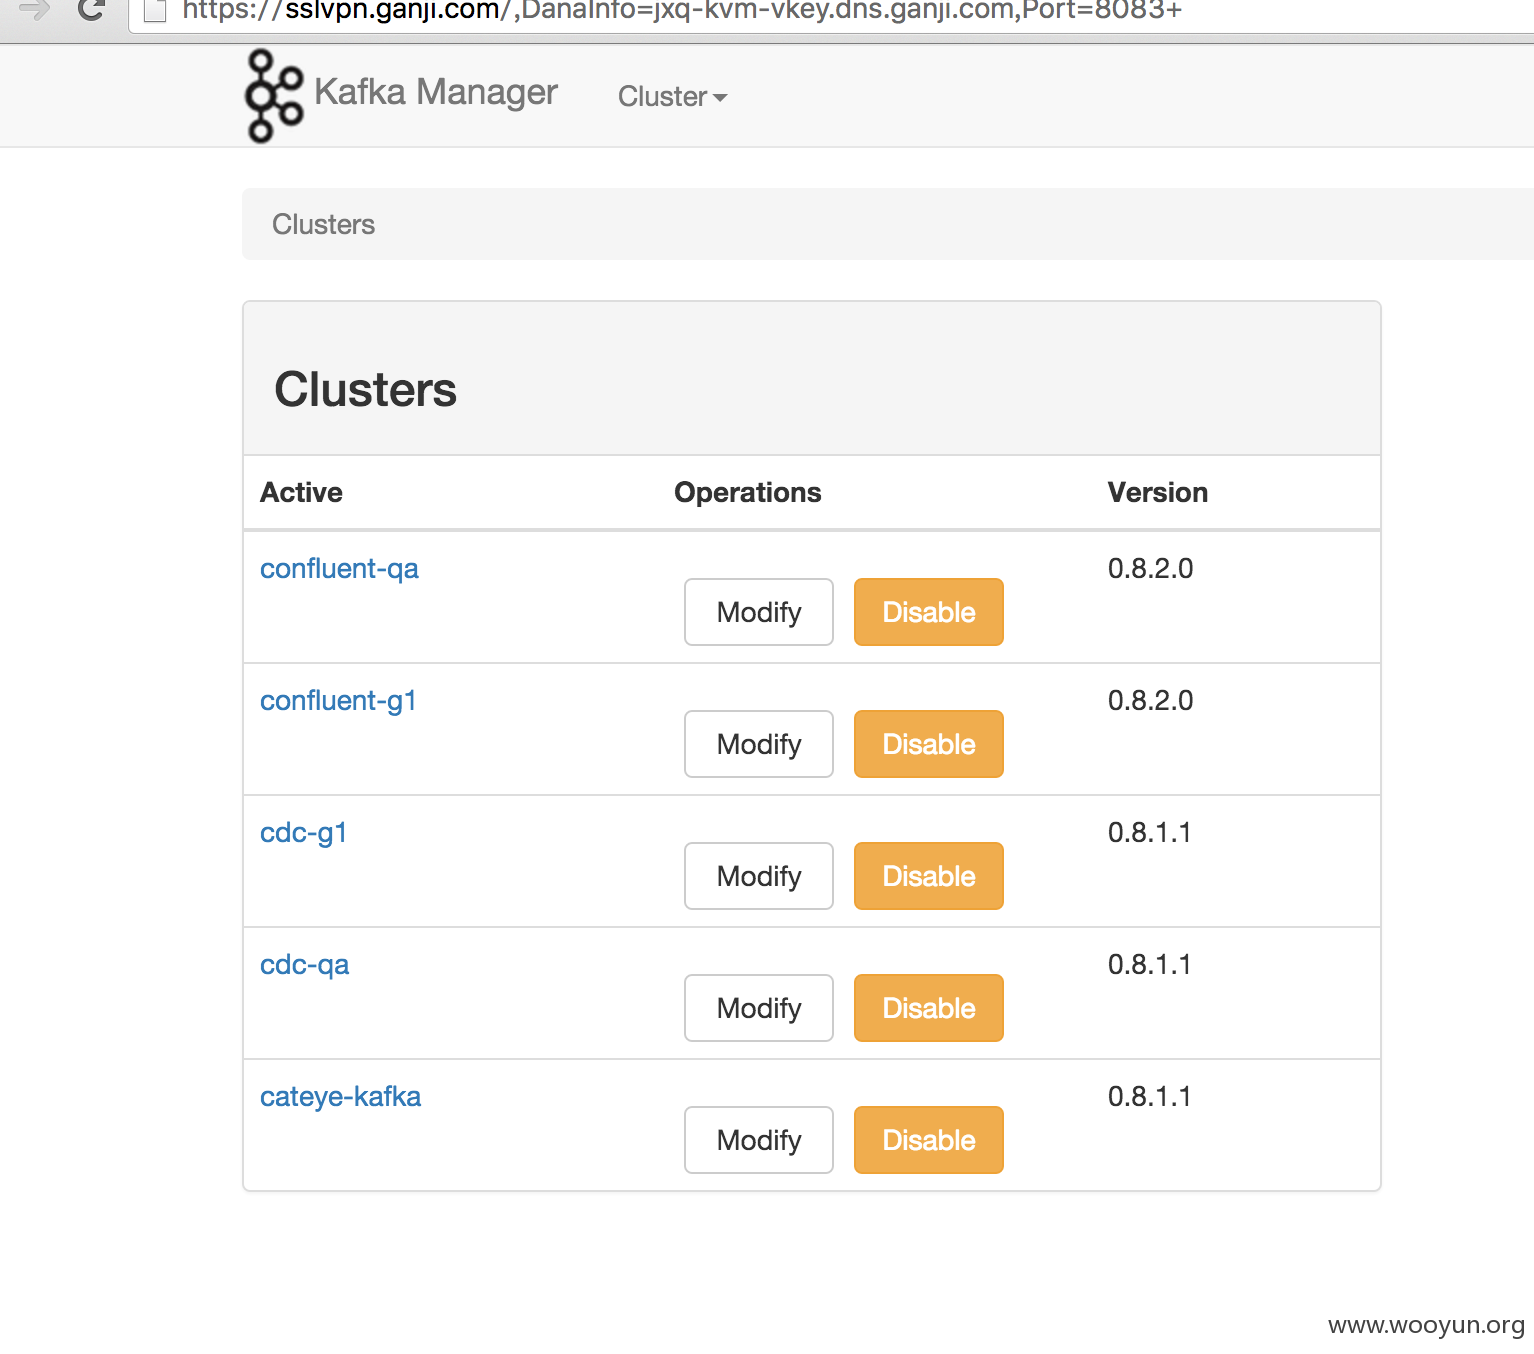 https://sslvpn.ganji.com/,DanaInfo=jxq-kvm-vkey.dns.ganji.com,Port=8083+
Kafka Manager Cluster
Clusters
Clusters
Active Operations Version
confluent-qa 0.8.2.0
Modify Disable
confluent-g1 0.8.2.0
Modify Disable
cdc-g1 0.8.1.1
Modify Disable
cdc-qa 0.8.1.1
Modify Disable
cateye-kafka 0.8.1.1
Modify Disable
www.wooyun.org